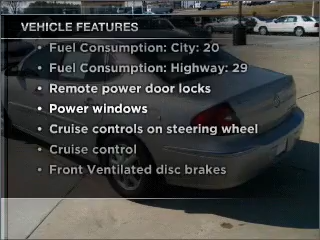 VEHICLE FEATURES
• Fuel Consumption: City: 20
• Fuel Consumption: Highway: 29
• Remote power door locks
• Power windows
• Cruise controls on steering wheel
• Cruise control
• Front Ventilated disc brakes